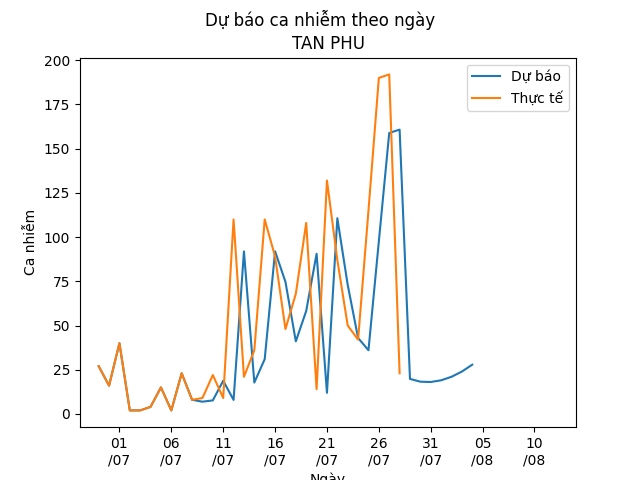 Dự báo ca nhiễm theo ngày
TAN PHU
200
175
150
125
100
75
50
25
0
Ca nhiễm
Dự báo
Thực tế
01 06 11 16 21 26 31 05 10
/07 /07 /07 /07 /07 /07 /07 /08 /08
Ngày